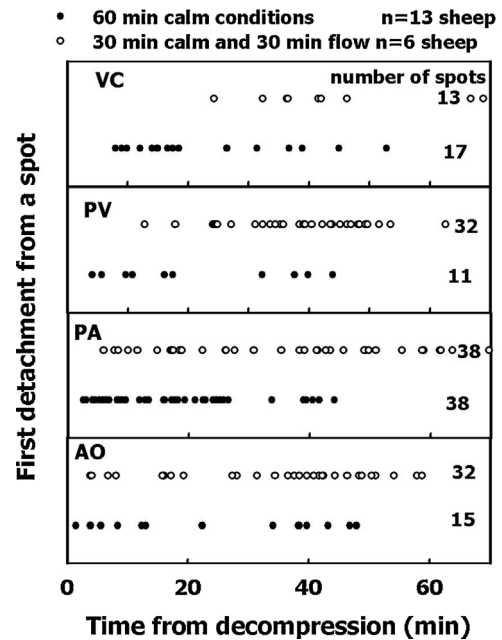 60 min calm conditions n=13 sheep
30 min calm and 30 min flow n=6 sheep
VC number of spots
13
17
PV
32
11
PA
38
38
AO
32
15
0 20 40 60
Time from decompression (min)
First detachment from a spot